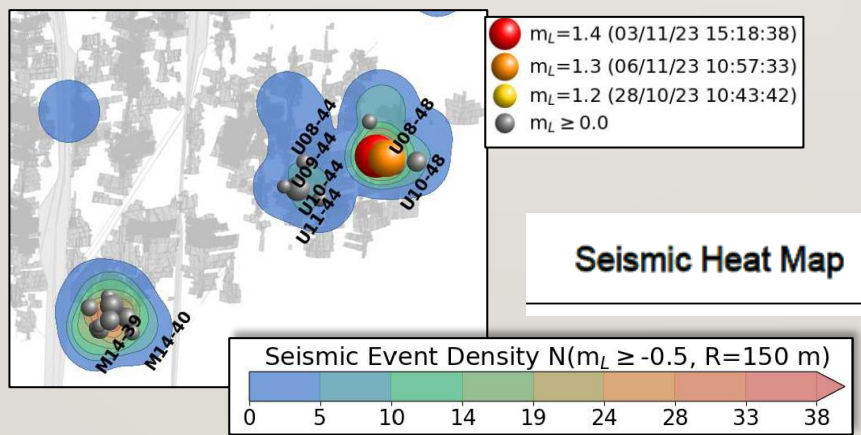 U08-44
U09-44
U10-44
U11-44
U08-48
U10-48
M14-39
M14-40
mL=1.4 (03/11/23 15:18:38)
mL=1.3 (06/11/23 10:57:33)
mL=1.2 (28/10/23 10:43:42)
mL ≥ 0.0
Seismic Heat Map
Seismic Event Density N(mL ≥ -0.5, R=150 m)
0 5 10 14 19 24 28 33 38